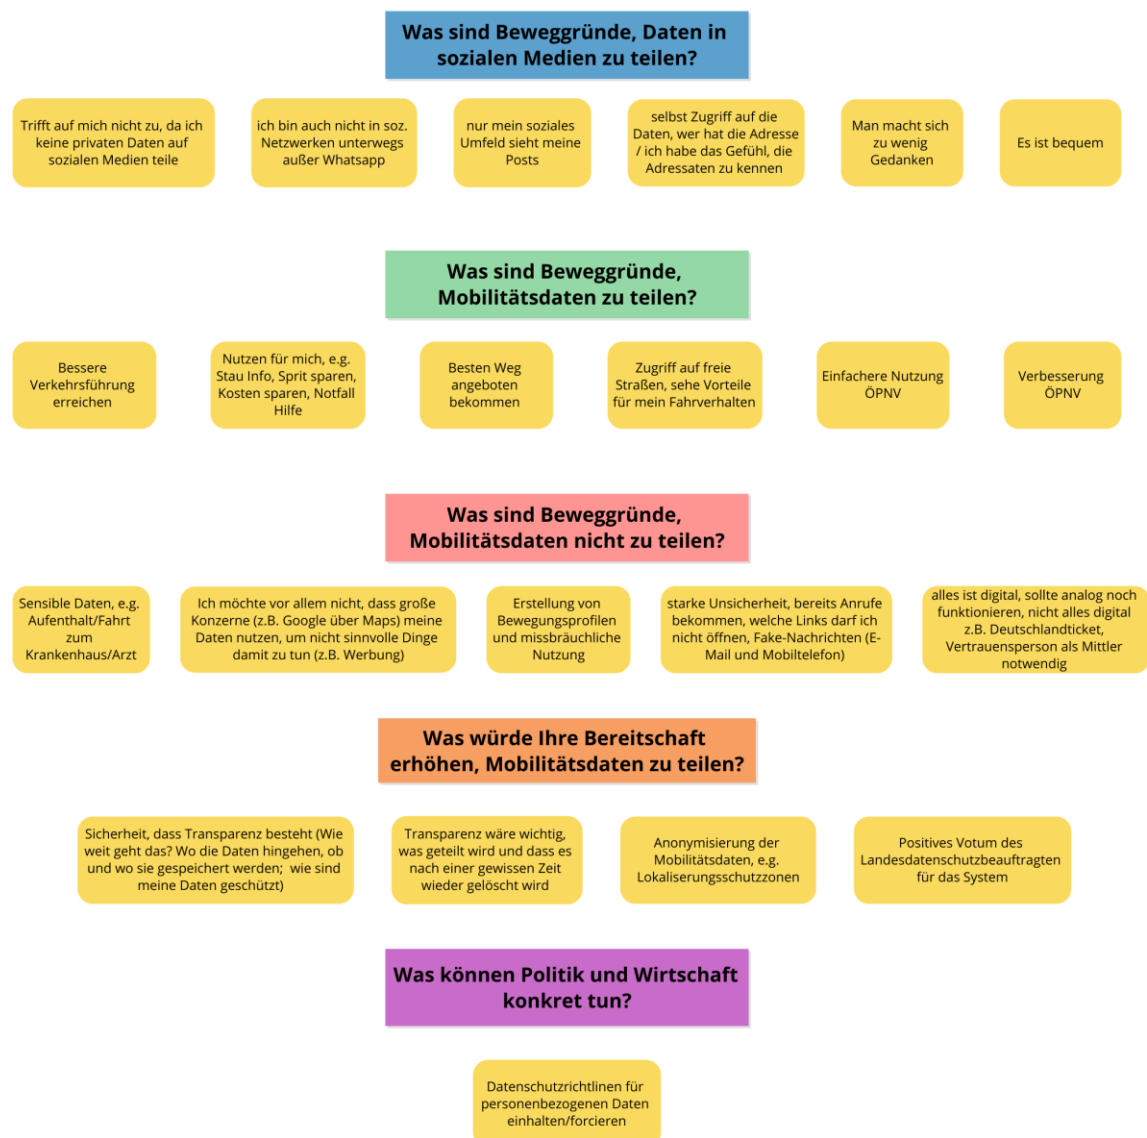 Was sind Beweggründe, Daten in
sozialen Medien zu teilen?
Trifft auf mich nicht zu, da ich
keine privaten Daten auf
sozialen Medien teile
ich bin auch nicht in soz.
Netzwerken unterwegs
außer Whatsapp
nur mein soziales
Umfeld sieht meine
Posts
selbst Zugriff auf die
Daten, wer hat die Adresse
/ ich habe das Gefühl, die
Adressaten zu kennen
Man macht sich
zu wenig
Gedanken
Es ist bequem
Was sind Beweggründe,
Mobilitätsdaten zu teilen?
Bessere
Verkehrsführung
erreichen
Nutzen für mich, e.g.
Stau Info, Sprit sparen,
Kosten sparen, Notfall
Hilfe
Besten Weg
angeboten
bekommen
Zugriff auf freie
Straßen, sehe Vorteile
für mein Fahrverhalten
Einfachere Nutzung
ÖPNV
Verbesserung
ÖPNV
Was sind Beweggründe,
Mobilitätsdaten nicht zu teilen?
Sensible Daten, e.g.
Aufenthalt/Fahrt
zum
Krankenhaus/Arzt
Ich möchte vor allem nicht, dass große
Konzerne (z.B. Google über Maps) meine
Daten nutzen, um nicht sinnvolle Dinge
damit zu tun (z.B. Werbung)
Erstellung von
Bewegungsprofilen
und missbräuchliche
Nutzung
starke Unsicherheit, bereits Anrufe
bekommen, welche Links darf ich
nicht öffnen, Fake-Nachrichten (E-
Mail und Mobiltelefon)
alles ist digital, sollte analog noch
funktionieren, nicht alles digital
z.B. Deutschlandticket,
Vertrauensperson als Mittler
notwendig
Was würde Ihre Bereitschaft
erhöhen, Mobilitätsdaten zu teilen?
Sicherheit, dass Transparenz besteht (Wie
weit geht das? Wo die Daten hingehen, ob
und wo sie gespeichert werden; wie sind
meine Daten geschützt)
Transparenz wäre wichtig,
was geteilt wird und dass es
nach einer gewissen Zeit
wieder gelöscht wird
Anonymisierung der
Mobilitätsdaten, e.g.
Lokaliserungsschutzzonen
Positives Votum des
Landesdatenschutzbeauftragten
für das System
Was können Politik und Wirtschaft
konkret tun?
Datenschutzrichtlinen für
personenbezogenen Daten
einhalten/forcieren